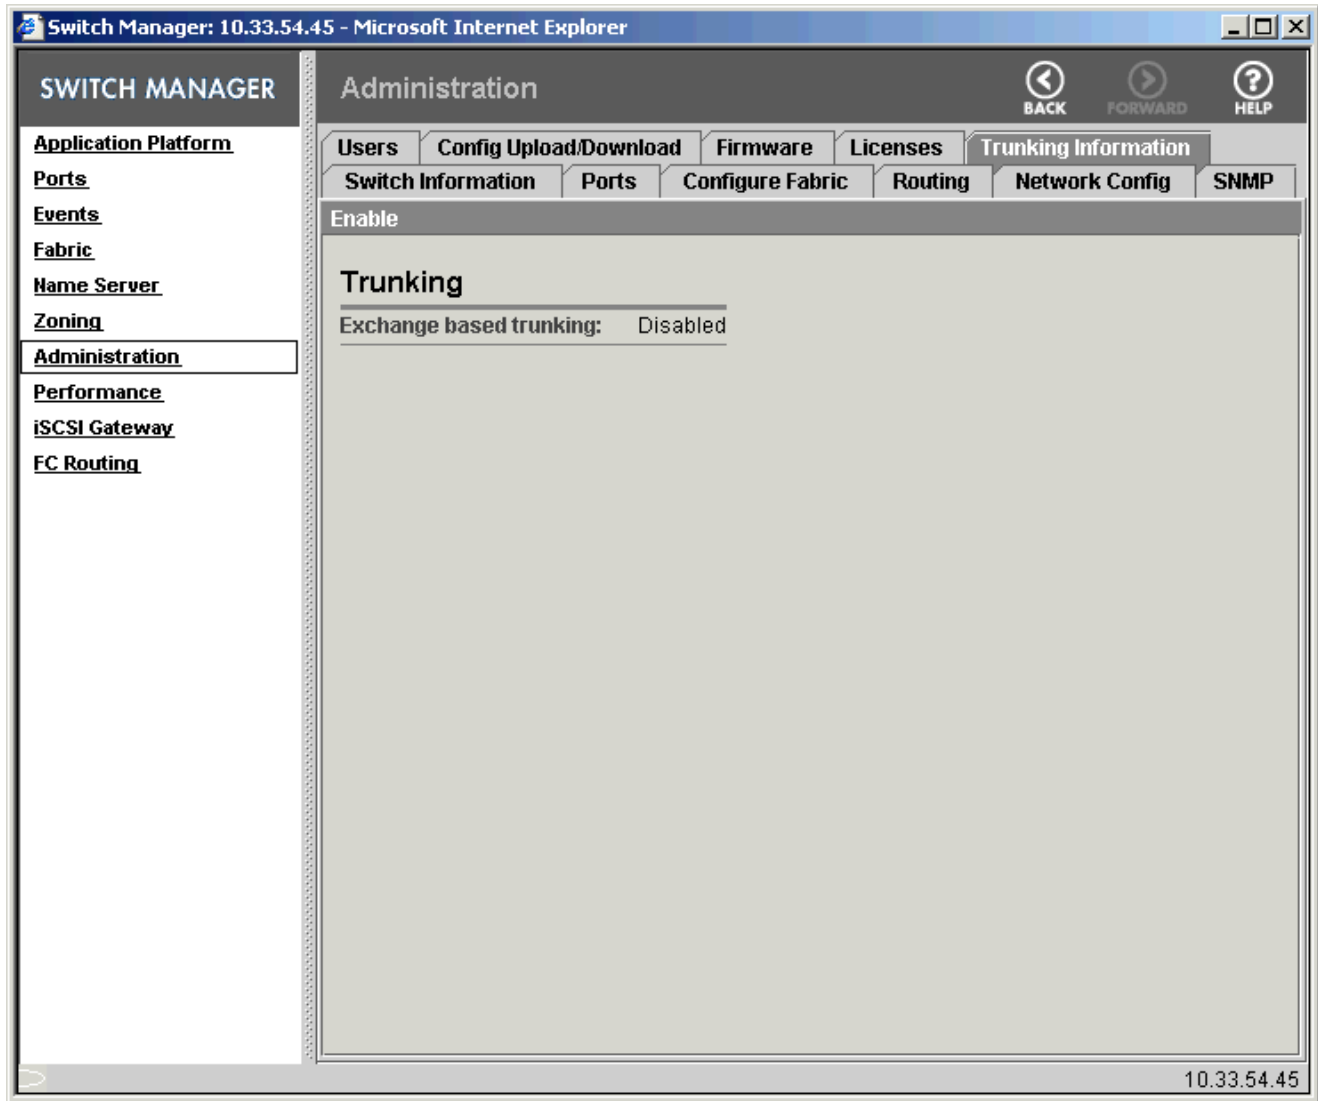 Switch Manager: 10.33.54.45 - Microsoft Internet Explorer
SWITCH MANAGER
Administration
BACK
FORWARD
HELP
Application Platform
Ports
Events
Fabric
Name Server
Zoning
Administration
Performance
iSCSI Gateway
FC Routing
Users Config Upload/Download Firmware Licenses Trunking Information
Switch Information Ports Configure Fabric Routing Network Config SNMP
Enable
Trunking
Exchange based trunking: Disabled
10.33.54.45